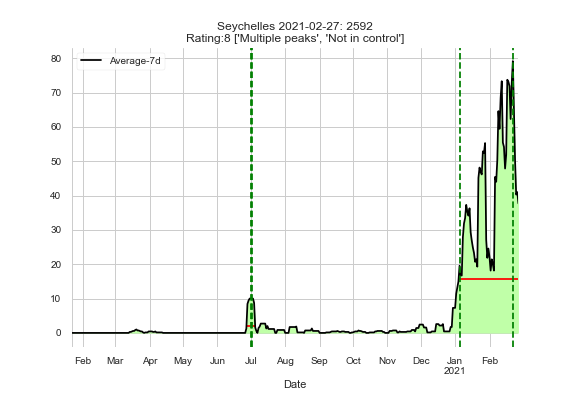 Seychelles 2021-02-27: 2592
Rating:8 ['Multiple peaks', 'Not in control']
Average-7d
80
70
60
50
40
30
20
10
0
Feb Mar Apr May Jun Jul Aug Sep Oct Nov Dec Jan Feb
2021
Date